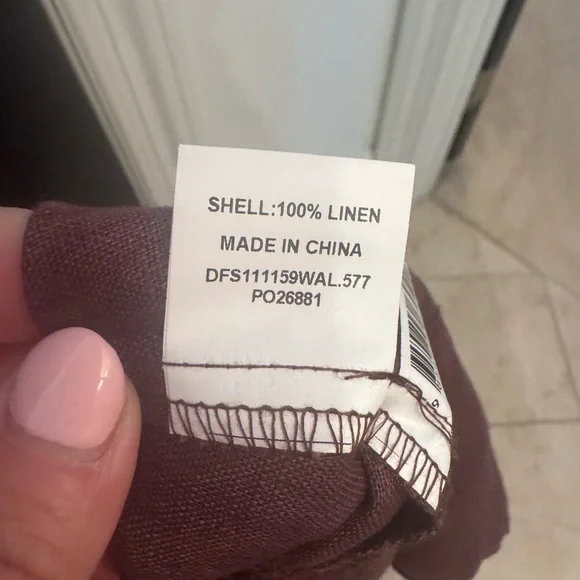 SHELL:100% LINEN
MADE IN CHINA
DFS111159WAL.577
PO26881